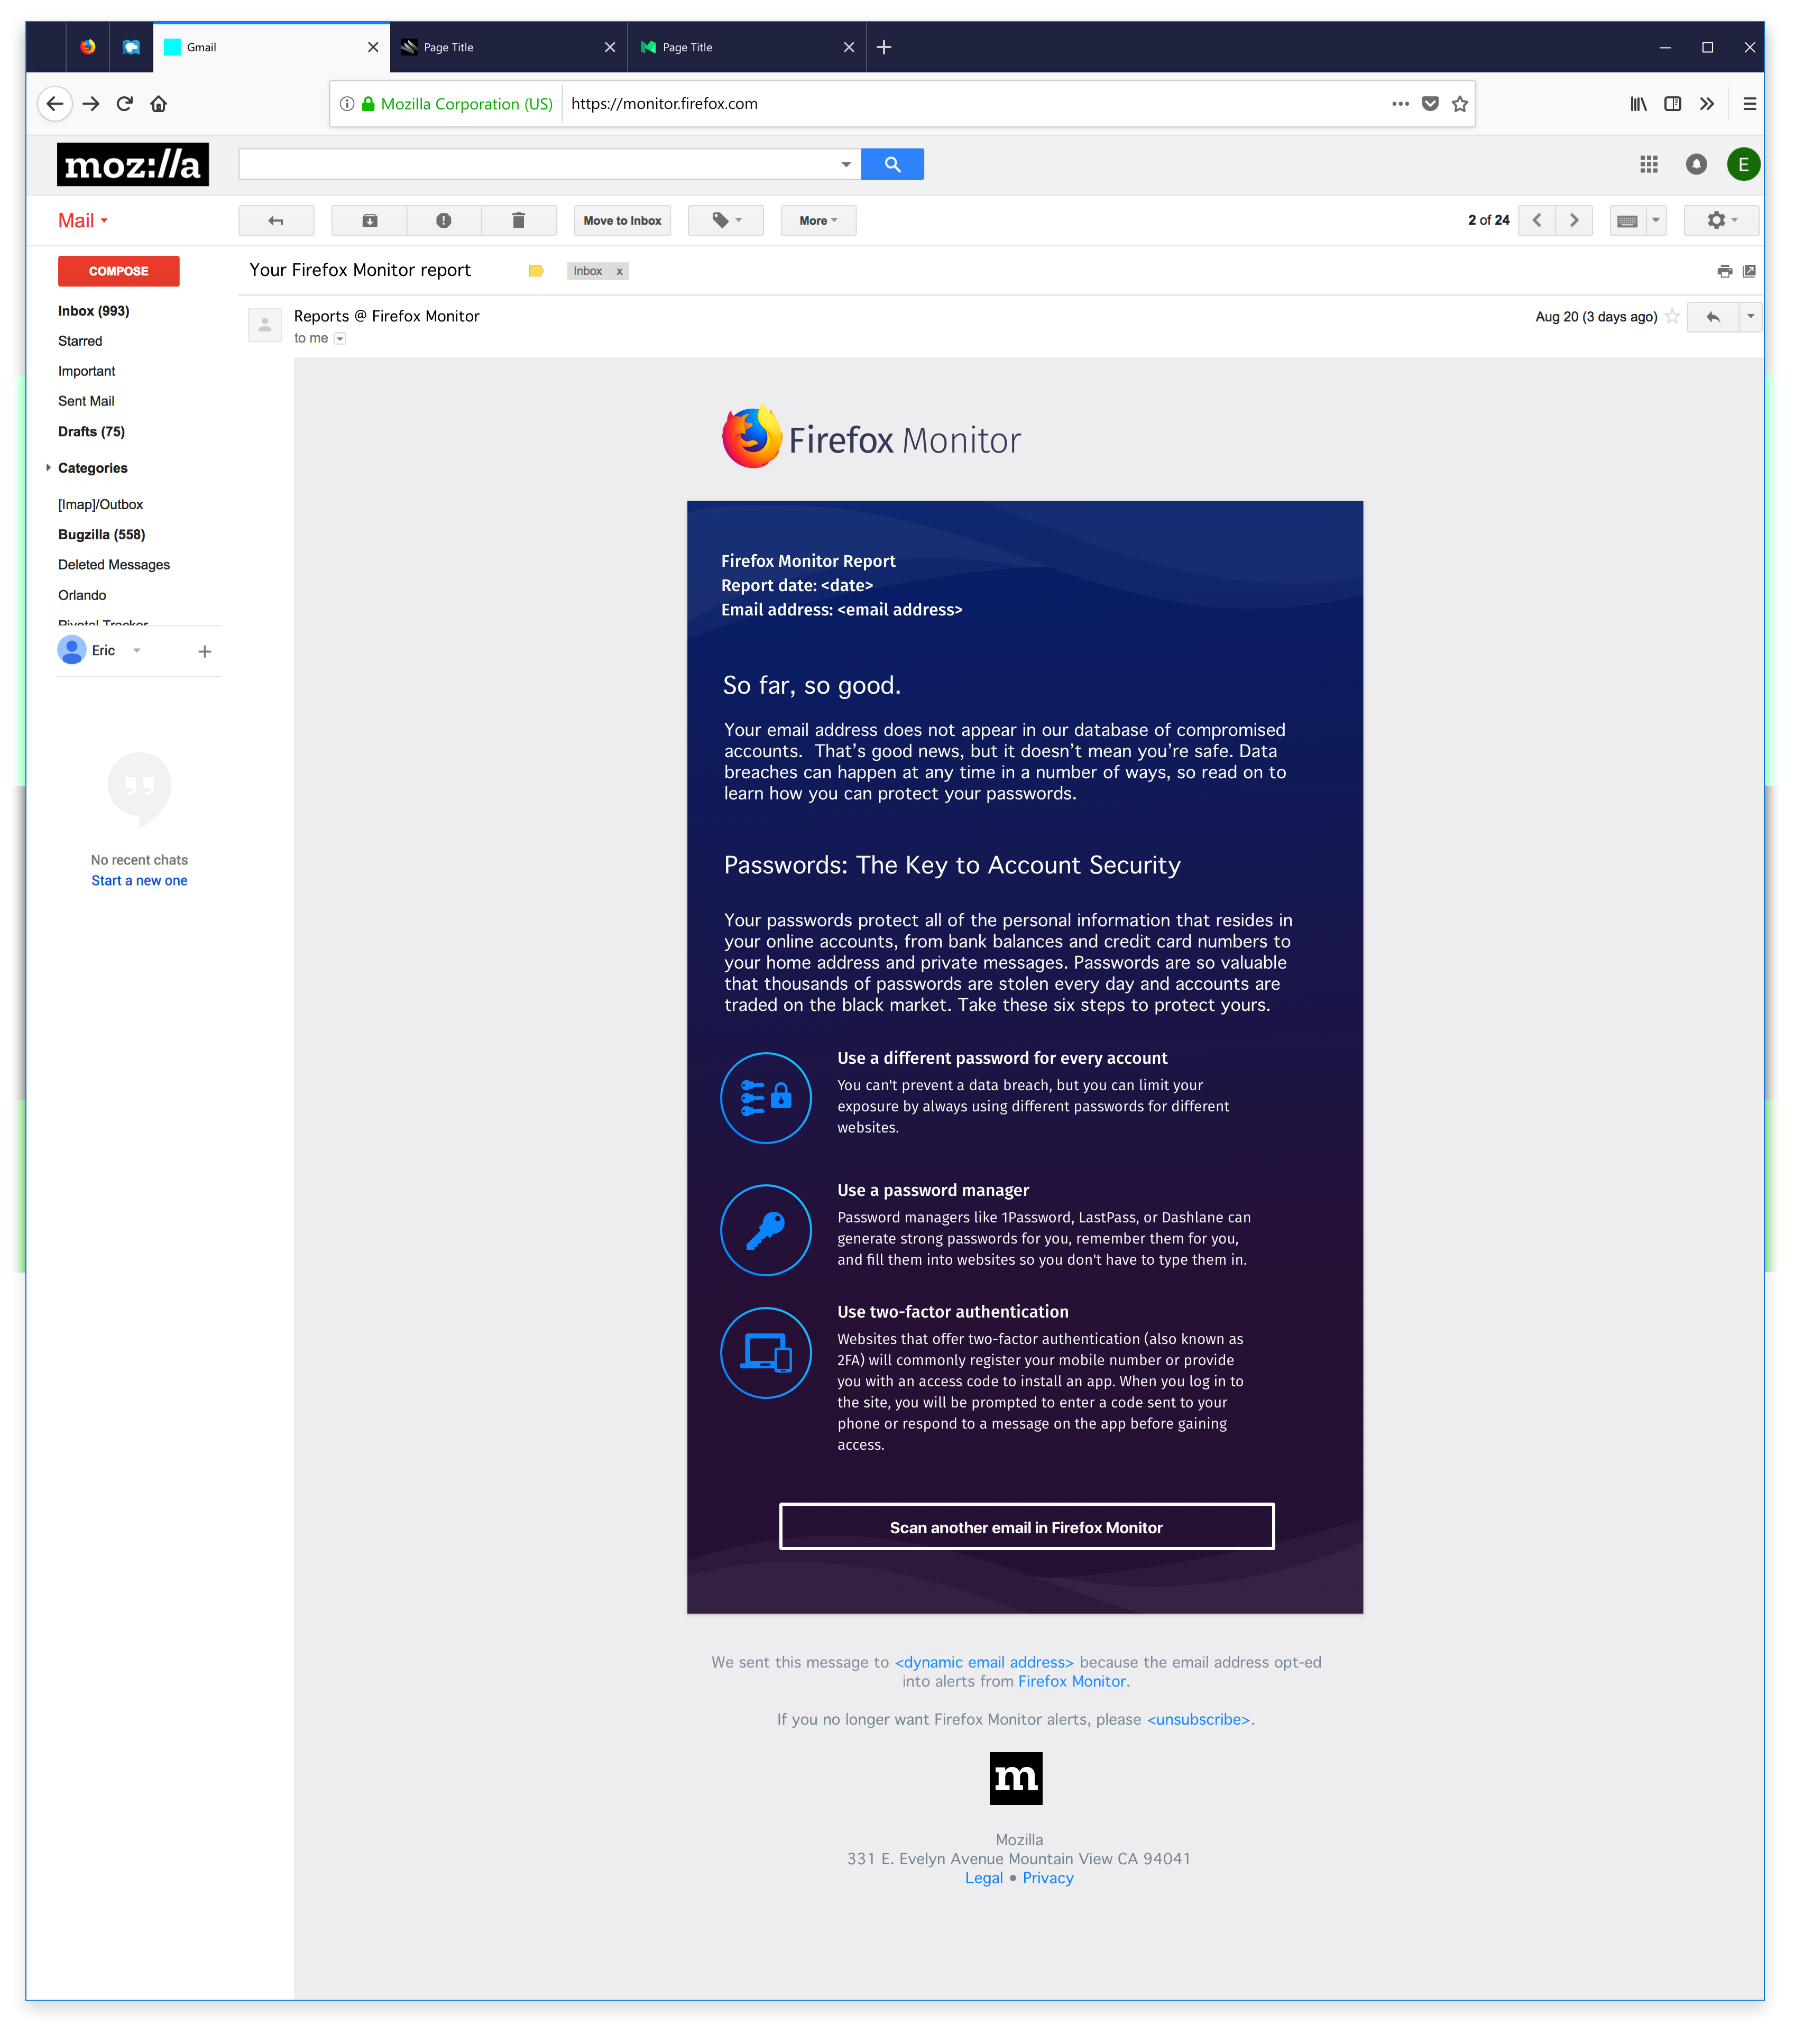 Gmail
Page Title
Page Title
Mozilla Corporation (US)
https://monitor.firefox.com
moz://a
E
Mail
Move to Inbox
More
2 of 24
COMPOSE
Your Firefox Monitor report
Inbox x
Inbox (993)
Starred
Important
Sent Mail
Drafts (75)
Categories
[Imap]/Outbox
Bugzilla (558)
Deleted Messages
Orlando
Pivotal Tracker
Eric
No recent chats
Start a new one
Reports @ Firefox Monitor
to me
Aug 20 (3 days ago)
Firefox Monitor
Firefox Monitor Report
Report date: <date>
Email address: <email address>
So far, so good.
Your email address does not appear in our database of compromised
accounts.  That’s good news, but it doesn’t mean you’re safe. Data
breaches can happen at any time in a number of ways, so read on to
learn how you can protect your passwords.
Passwords: The Key to Account Security
Your passwords protect all of the personal information that resides in
your online accounts, from bank balances and credit card numbers to
your home address and private messages. Passwords are so valuable
that thousands of passwords are stolen every day and accounts are
traded on the black market. Take these six steps to protect yours.
Use a different password for every account
You can't prevent a data breach, but you can limit your
exposure by always using different passwords for different
websites.
Use a password manager
Password managers like 1Password, LastPass, or Dashlane can
generate strong passwords for you, remember them for you,
and fill them into websites so you don't have to type them in.
Use two-factor authentication
Websites that offer two-factor authentication (also known as
2FA) will commonly register your mobile number or provide
you with an access code to install an app. When you log in to
the site, you will be prompted to enter a code sent to your
phone or respond to a message on the app before gaining
access.
Scan another email in Firefox Monitor
We sent this message to <dynamic email address> because the email address opt-ed
into alerts from Firefox Monitor.
If you no longer want Firefox Monitor alerts, please <unsubscribe>.
m
Mozilla
331 E. Evelyn Avenue Mountain View CA 94041
Legal • Privacy